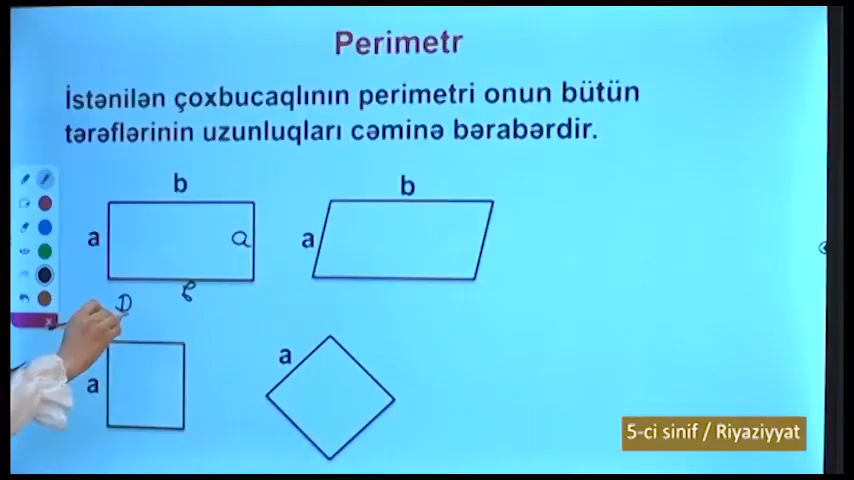 Perimetr
İstənilən çoxbucaqlının perimetri onun bütün
tərəflərinin uzunluqları cəminə bərabərdir.
b
b
a
a
a
a
a
5-ci sinif / Riyaziyyat